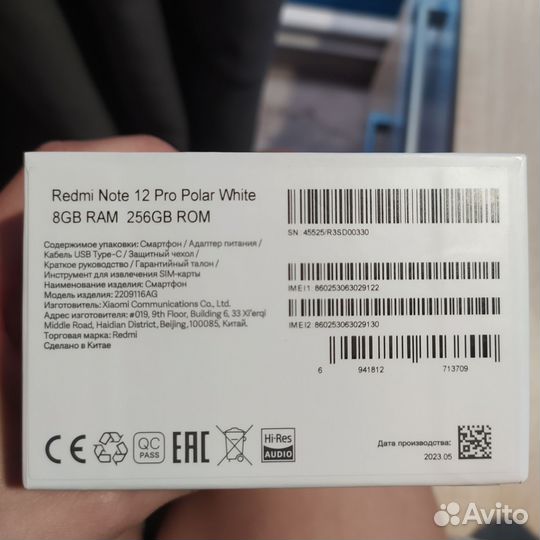 Redmi Note 12 Pro Polar White
8GB RAM 256GB ROM
Содержимое упаковки: Смартфон / Адаптер питания /
Кабель USB Type-C / Защитный чехол /
Краткое руководство / Гарантийный талон /
Инструмент для извлечения SIM-карты
Наименование изделия: Смартфон
Модель изделия: 2209116AG
Изготовитель: Xiaomi Communications Co., Ltd.
Адрес изготовителя: #019, 9th Floor, Building 6, 33 Xi'erqi
Middle Road, Haidian District, Beijing,100085, Китай.
Торговая марка: Redmi
Сделано в Китае
SN: 45525/R3SD00330
IMEI1: 860253063029122
IMEI2: 860253063029130
6 941812 713709
CE
QC
PASS
EAC
Hi-Res
AUDIO
Дата производства:
2023.05
Avito